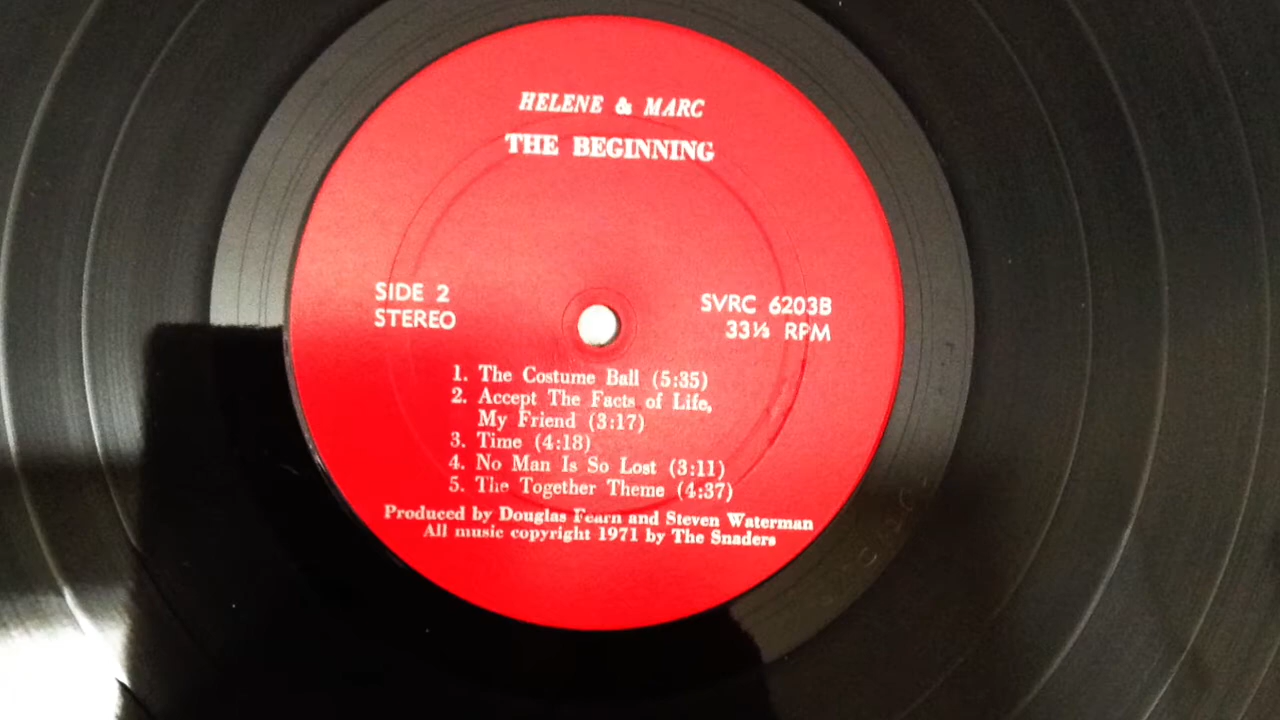 HELENE & MARC
THE BEGINNING
SIDE 2
STEREO
SVRC 6203B
33⅓ RPM
1. The Costume Ball (5:35)
2. Accept The Facts of Life,
My Friend (3:17)
3. Time (4:18)
4. No Man Is So Lost (3:11)
5. The Together Theme (4:37)
Produced by Douglas Fearn and Steven Waterman
All music copyright 1971 by The Snaders